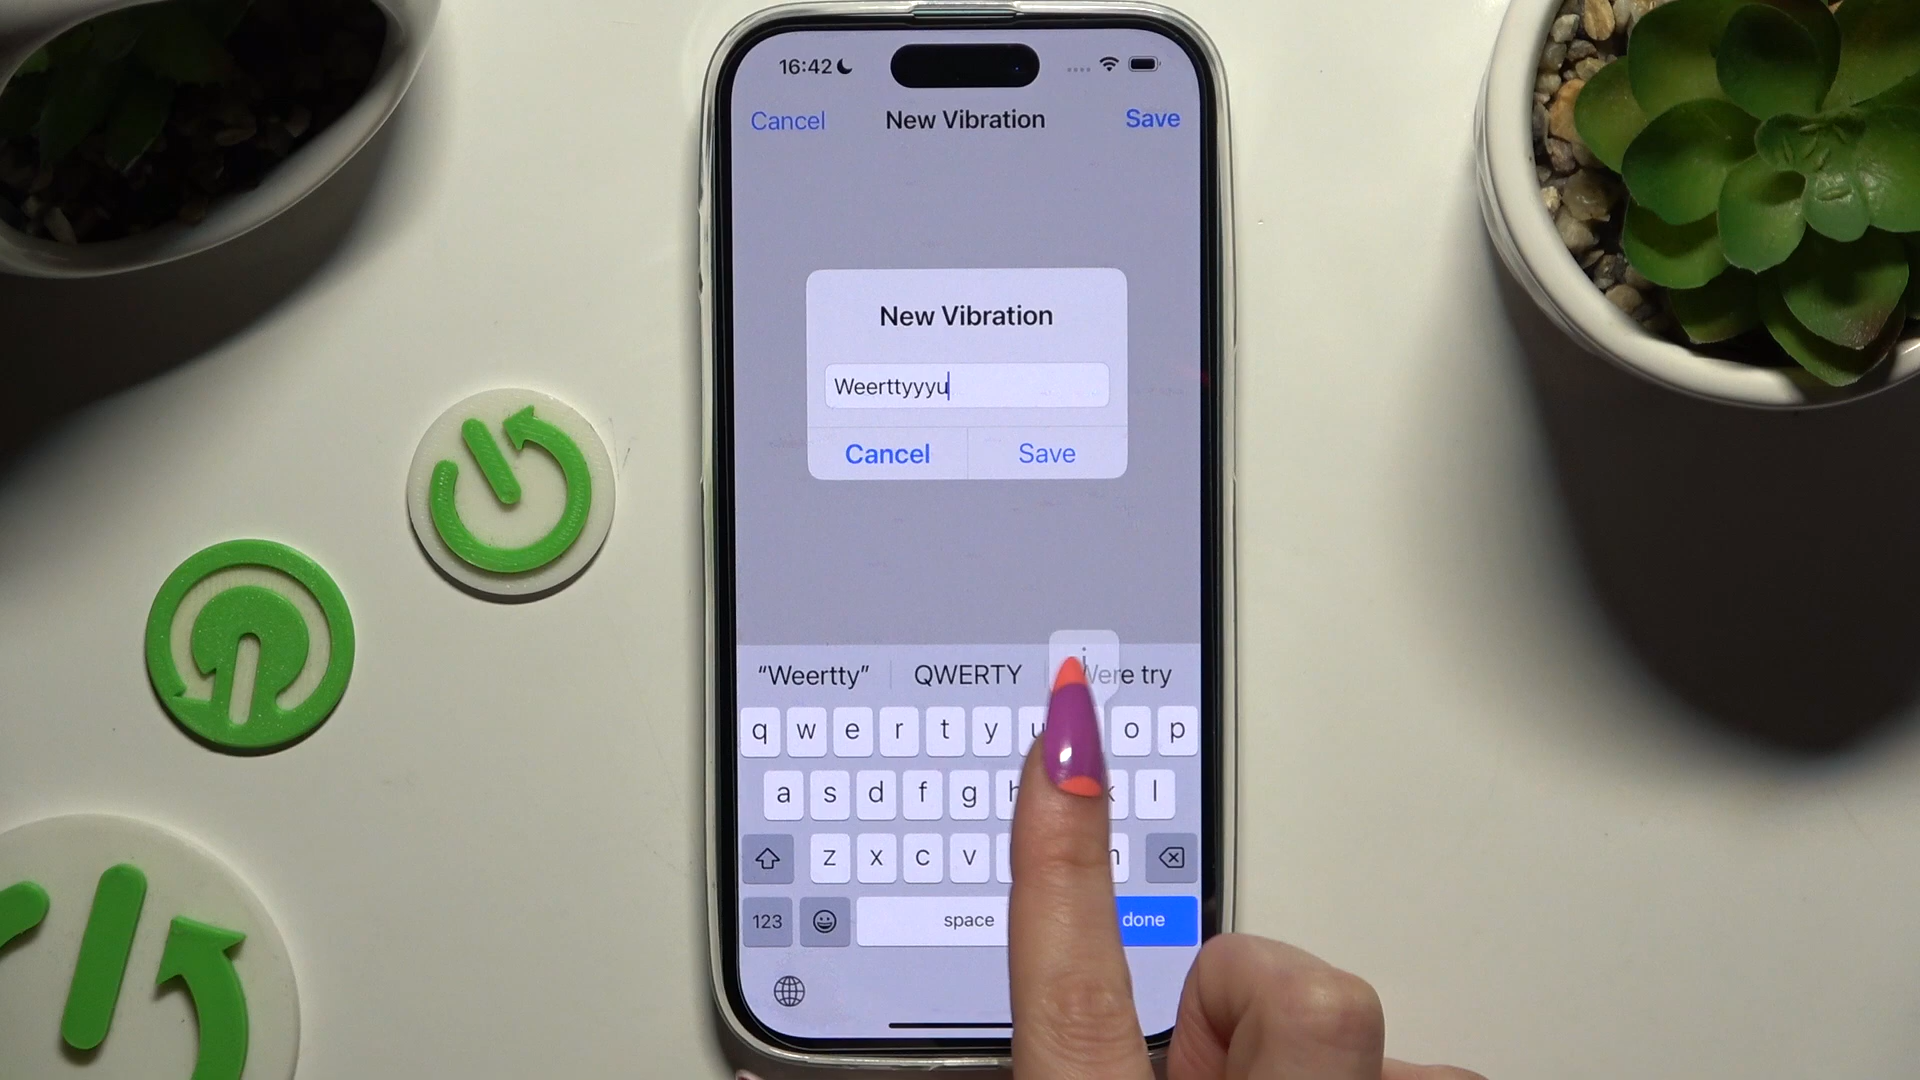 16:42
Cancel New Vibration Save
New Vibration
Weerttyyyu
Cancel Save
“Weertty” QWERTY Were try
i
q w e r t y u o p
a s d f g h k l
z x c v
123 space done